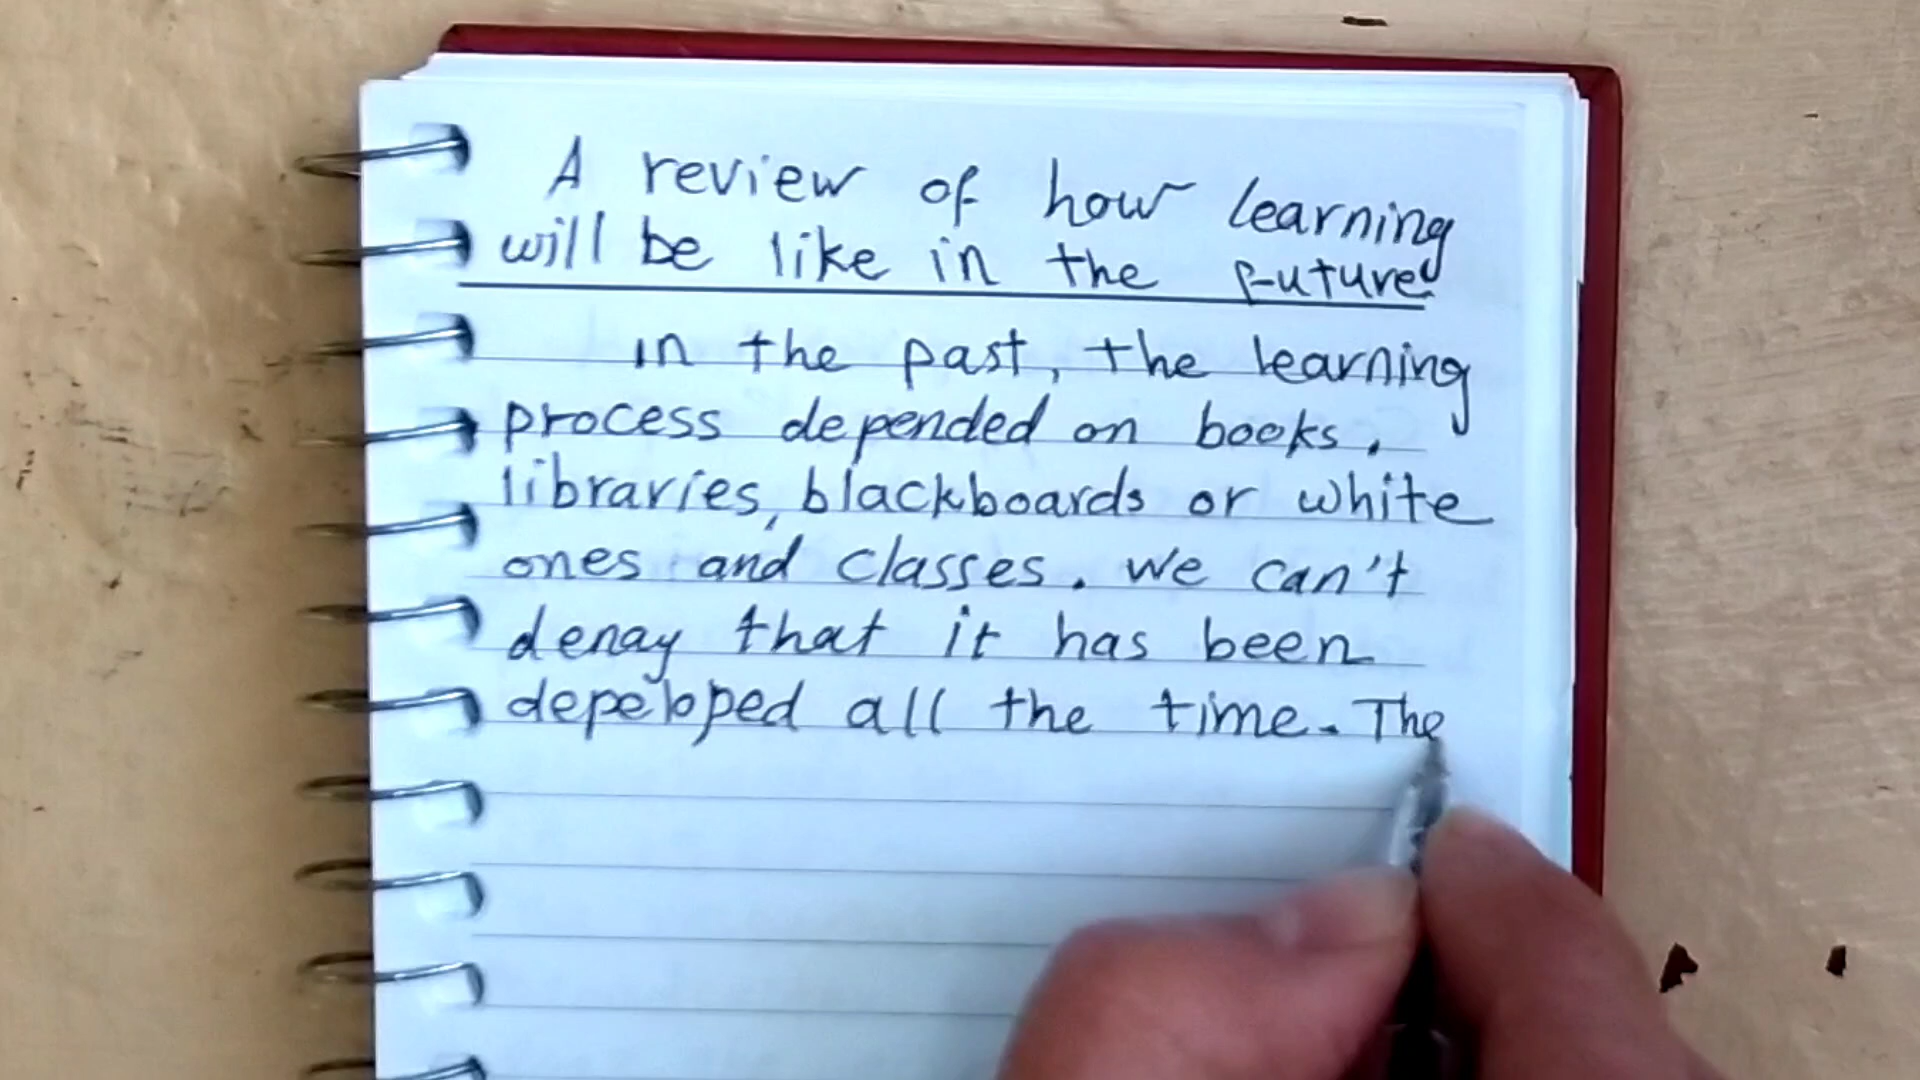 A review of how learning
will be like in the future
in the past, the learning
process depended on books,
libraries, blackboards or white
ones and classes. we can't
denay that it has been
depeloped all the time. The